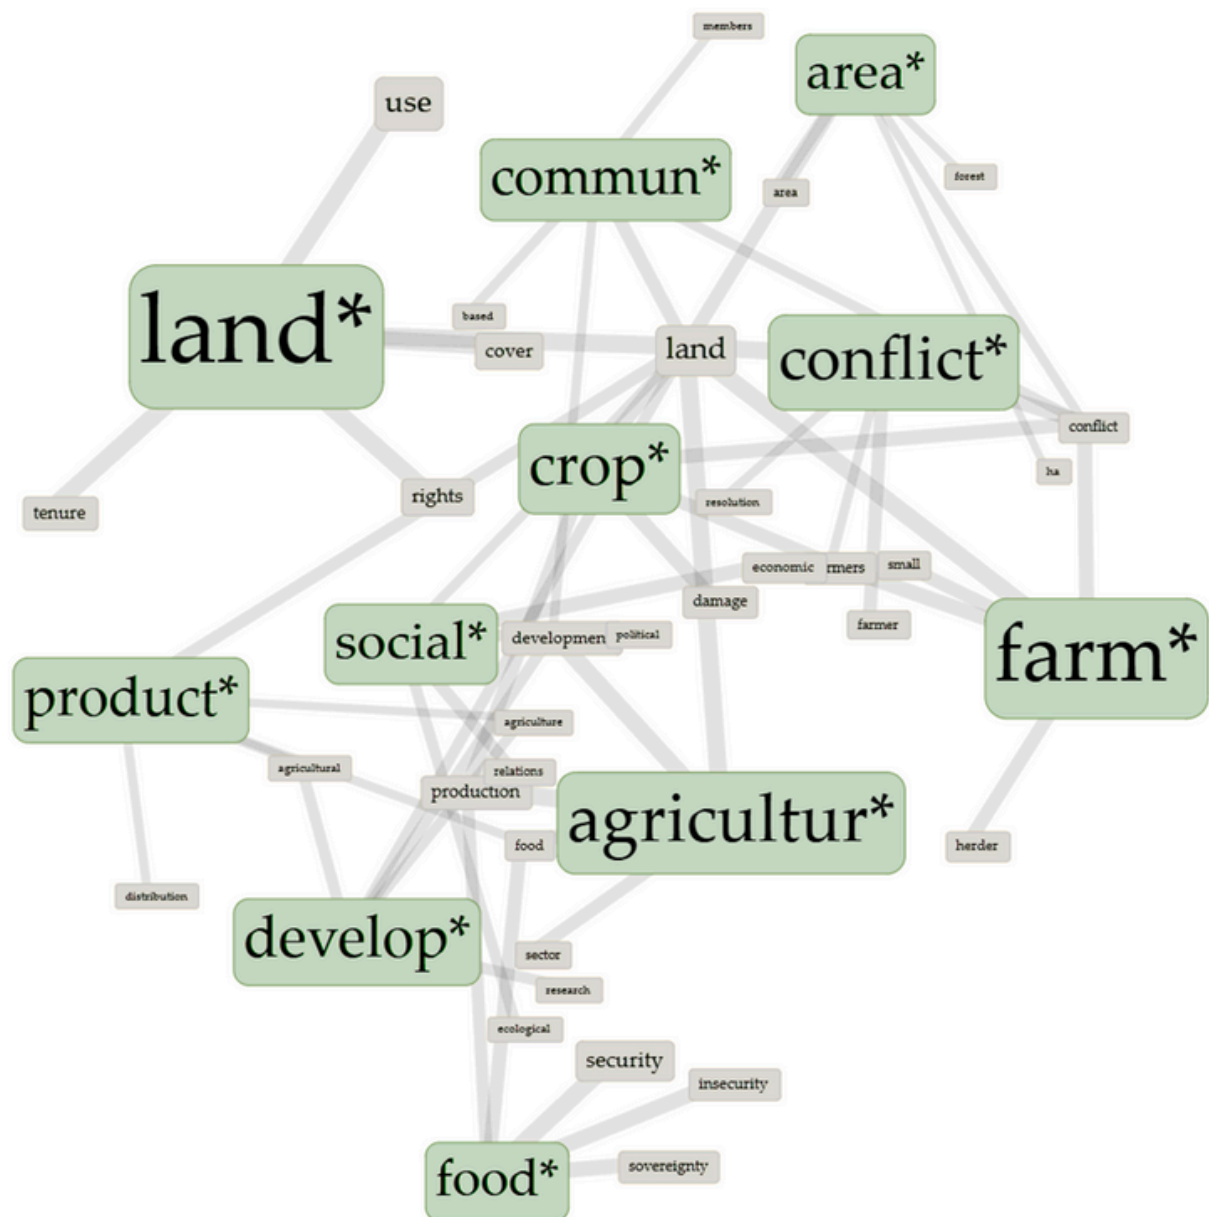 members
area*
use
commun*
forest
area
land*
based
cover
land
conflict*
conflict
crop*
ha
rights
resolution
tenure
economic
rmers
small
damage
farmer
social*
development
political
farm*
product*
agriculture
agricultural
relations
production
agricultur*
food
herder
distribution
develop*
sector
research
ecological
security
insecurity
sovereignty
food*